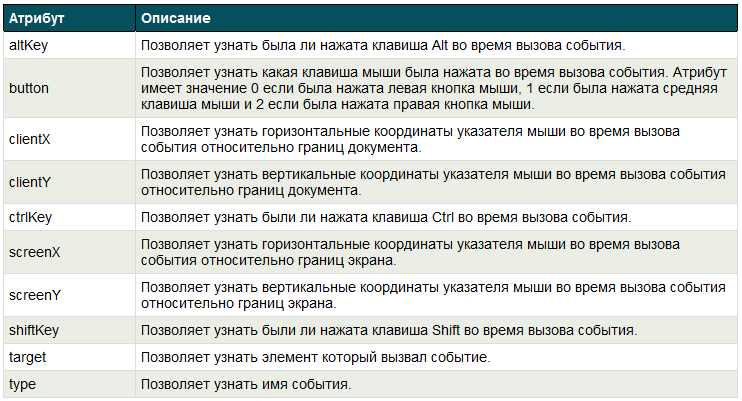 Атрибут Описание
altKey Позволяет узнать была ли нажата клавиша Alt во время вызова события.
button Позволяет узнать какая клавиша мыши была нажата во время вызова события. Атрибут
имеет значение 0 если была нажата левая кнопка мыши, 1 если была нажата средняя
клавиша мыши и 2 если была нажата правая кнопка мыши.
clientX Позволяет узнать горизонтальные координаты указателя мыши во время вызова
события относительно границ документа.
clientY Позволяет узнать вертикальные координаты указателя мыши во время вызова события
относительно границ документа.
ctrlKey Позволяет узнать были ли нажата клавиша Ctrl во время вызова события.
screenX Позволяет узнать горизонтальные координаты указателя мыши во время вызова
события относительно границ экрана.
screenY Позволяет узнать вертикальные координаты указателя мыши во время вызова события
относительно границ экрана.
shiftKey Позволяет узнать были ли нажата клавиша Shift во время вызова события.
target Позволяет узнать элемент который вызвал событие.
type Позволяет узнать имя события.